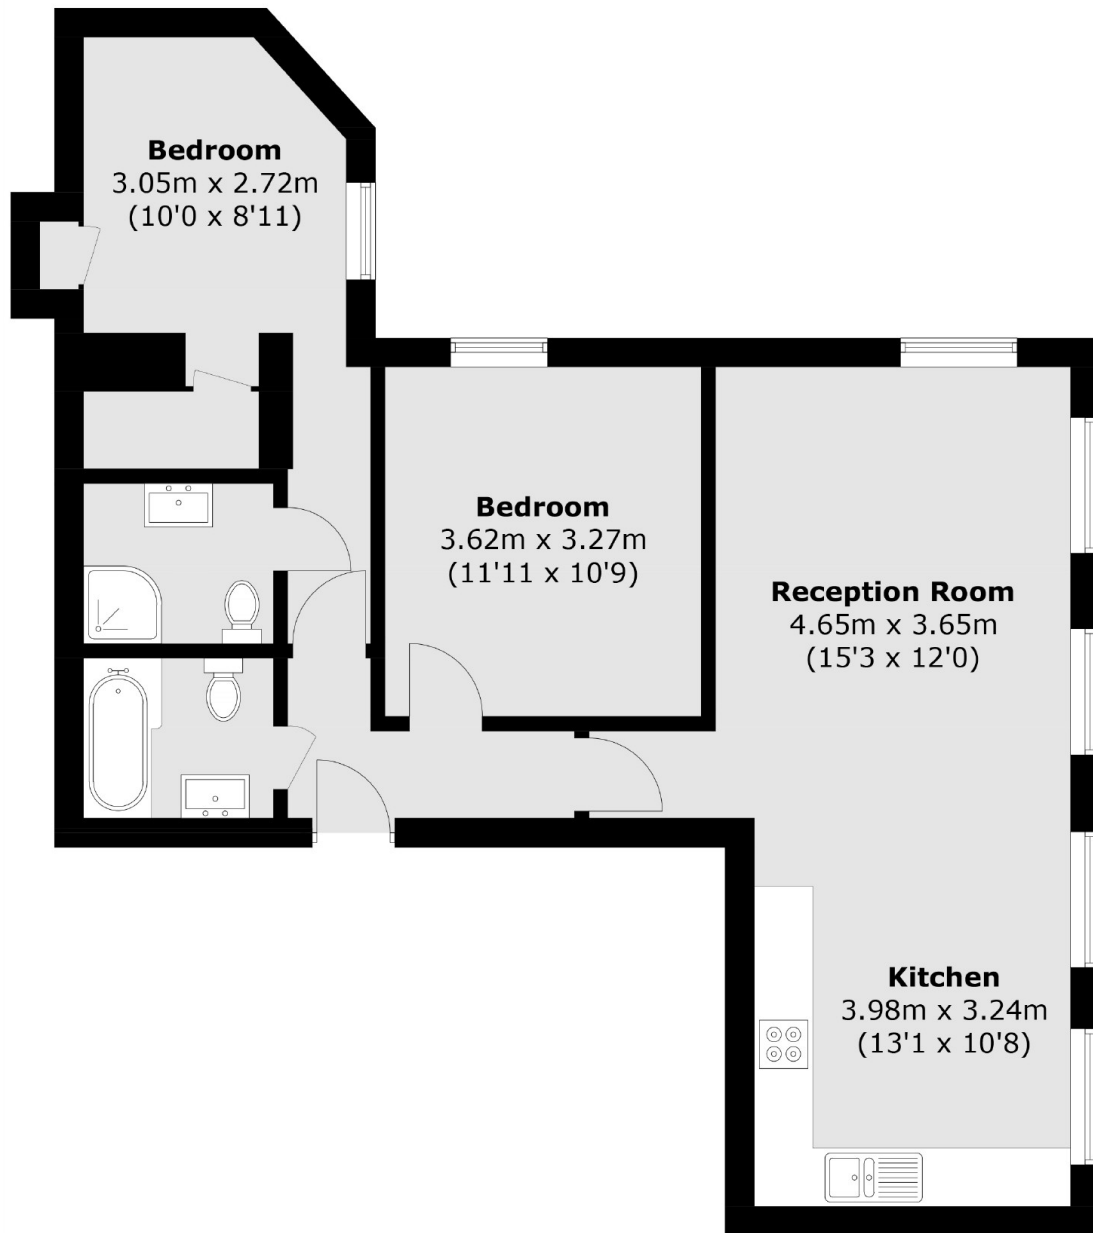 Bedroom
3.05m x 2.72m
(10'0 x 8'11)
Bedroom
3.62m x 3.27m
(11'11 x 10'9)
Reception Room
4.65m x 3.65m
(15'3 x 12'0)
Kitchen
3.98m x 3.24m
(13'1 x 10'8)